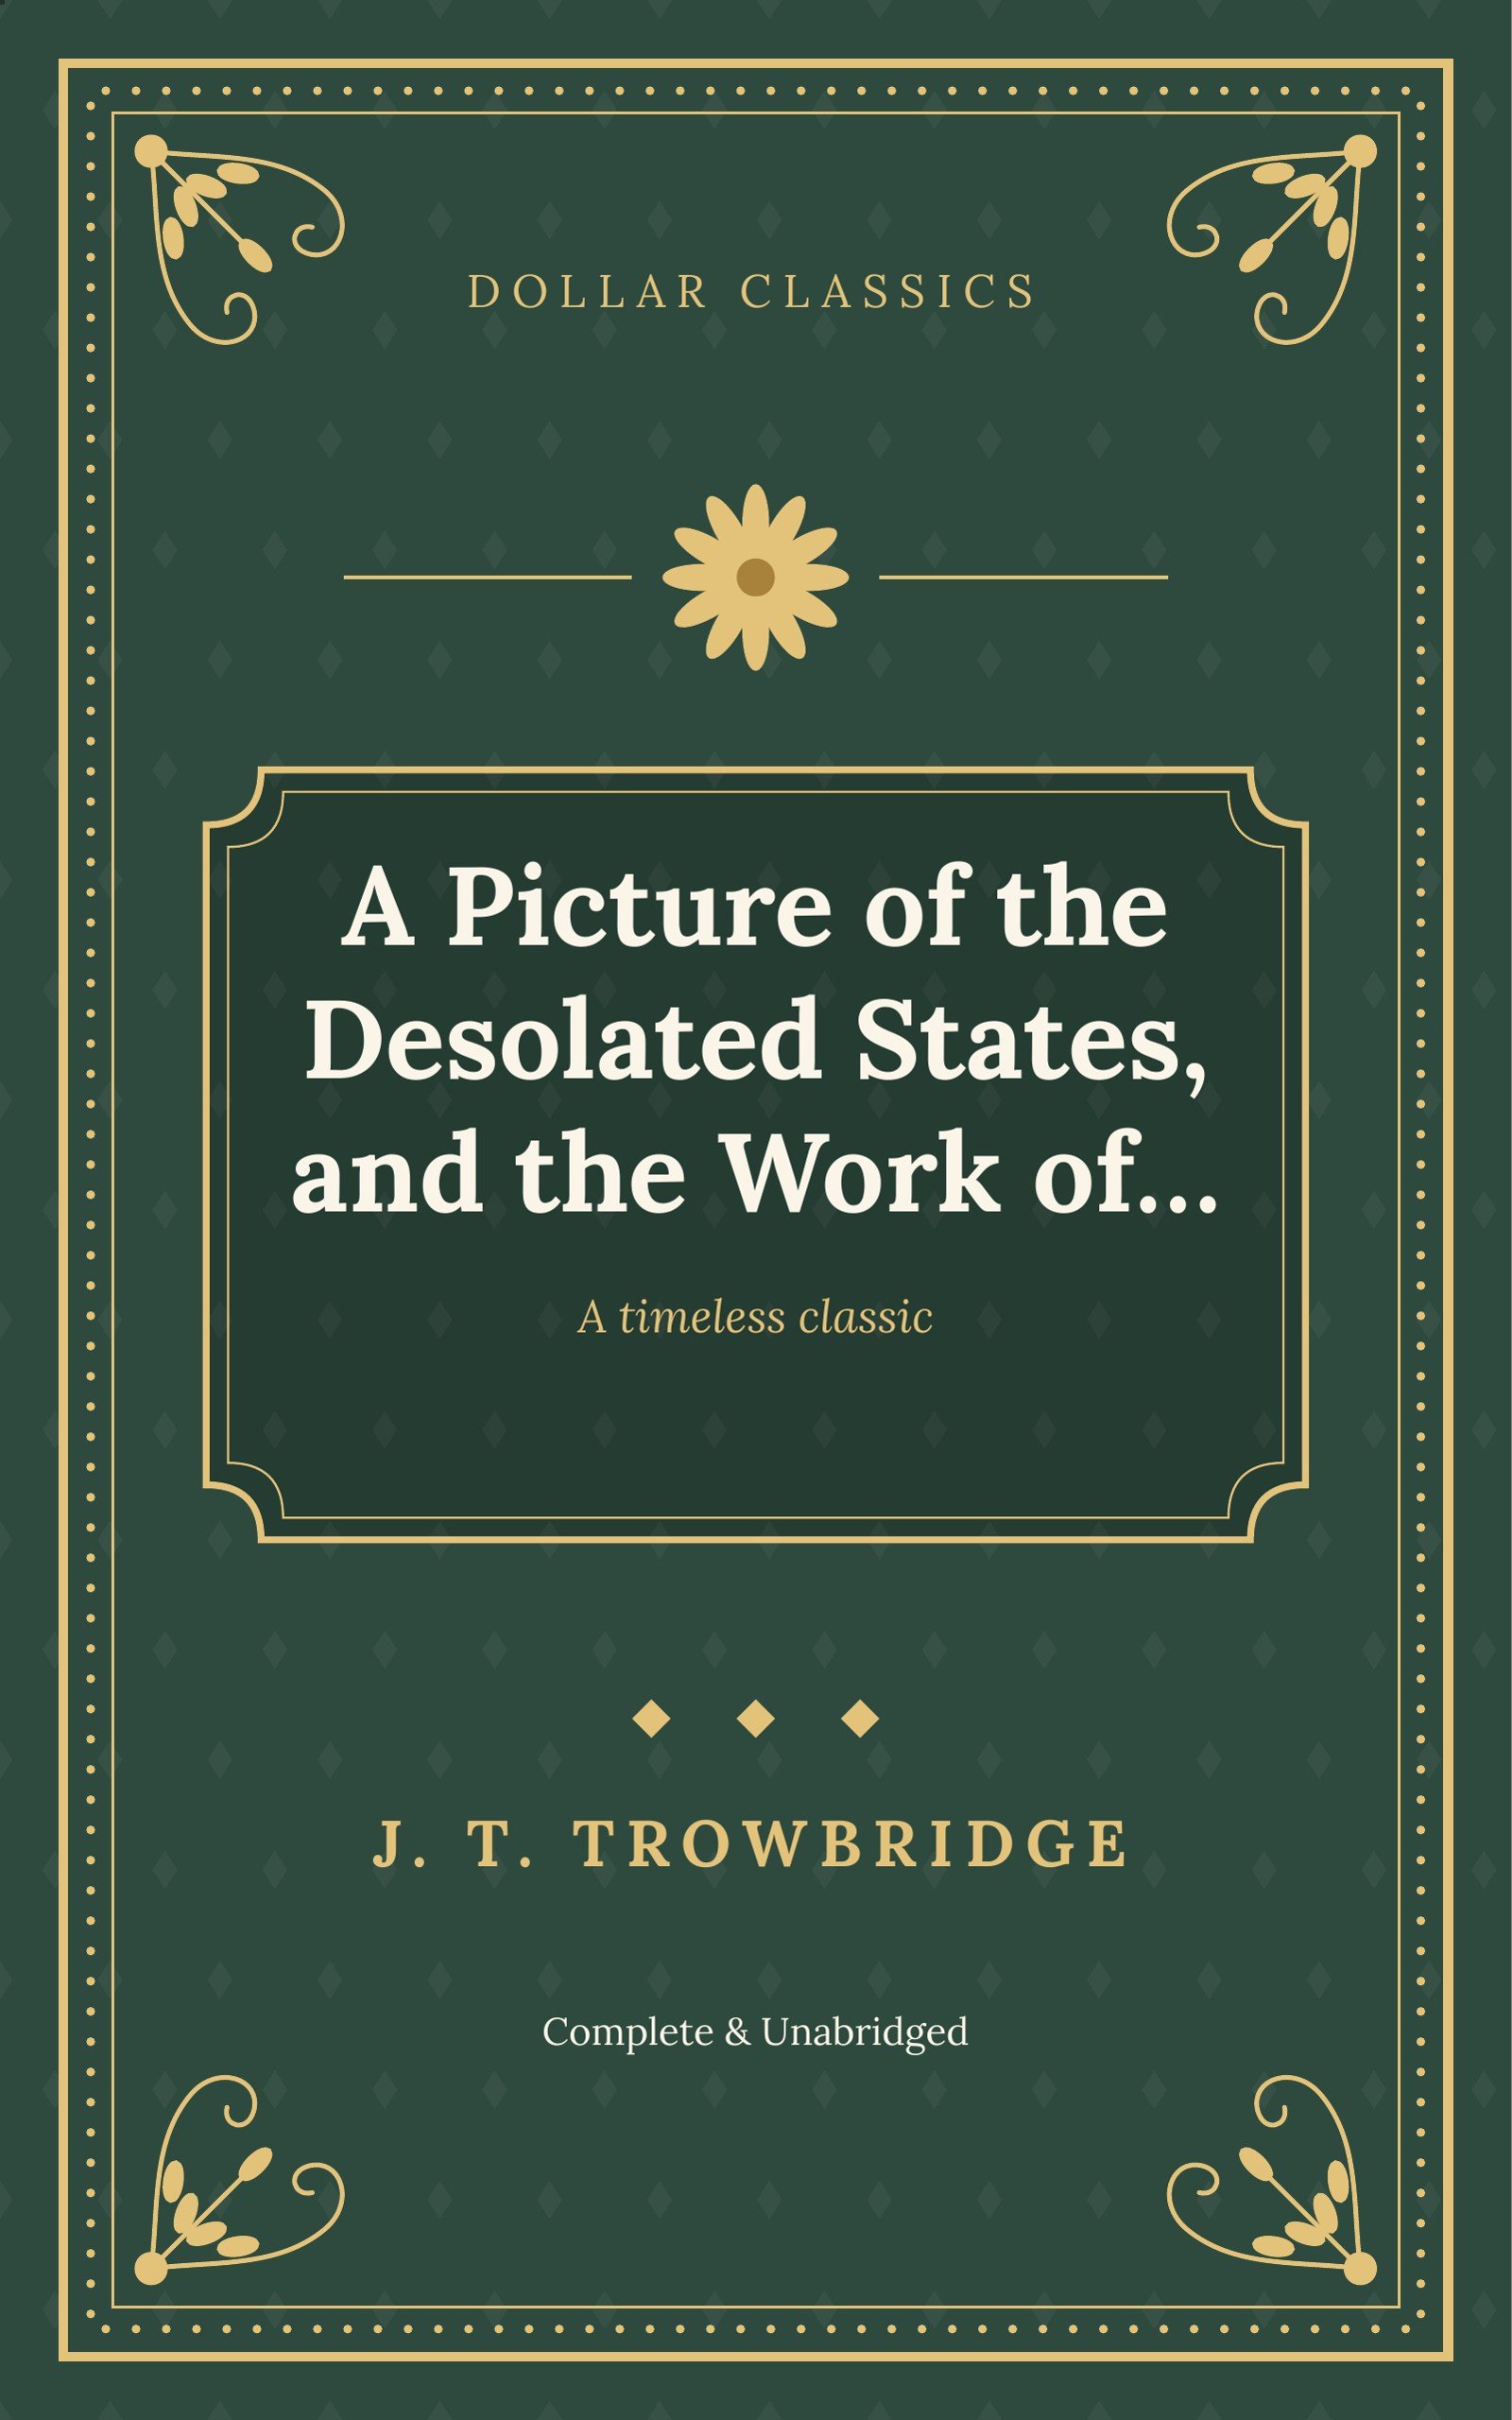 DOLLAR CLASSICS
A Picture of the
Desolated States,
and the Work of...
A timeless classic
J. T. TROWBRIDGE
Complete & Unabridged